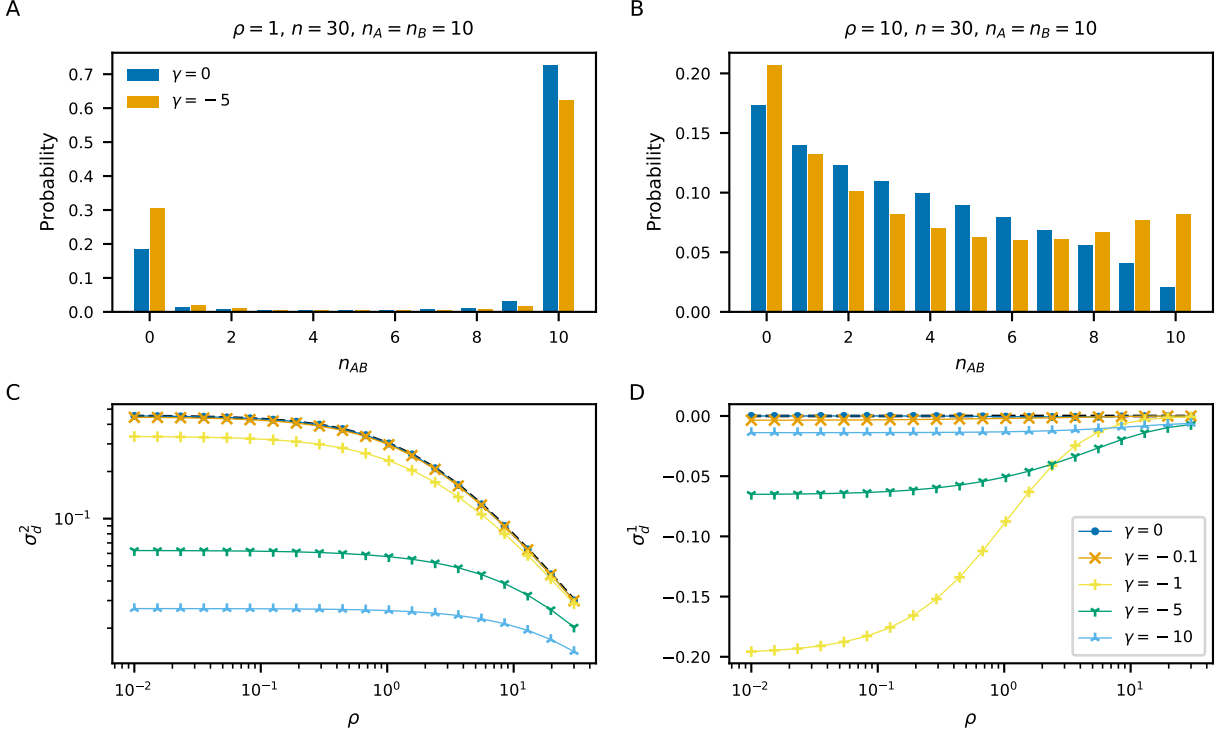 A
ρ = 1, n = 30, n_A = n_B = 10
Probability
0.7
0.6
0.5
0.4
0.3
0.2
0.1
0.0
γ = 0
γ = − 5
0 2 4 6 8 10
n_AB
B
ρ = 10, n = 30, n_A = n_B = 10
Probability
0.20
0.15
0.10
0.05
0.00
0 2 4 6 8 10
n_AB
C
σ_d^2
10^−1
10^−2 10^−1 10^0 10^1
ρ
D
σ_d^1
0.00
−0.05
−0.10
−0.15
−0.20
γ = 0
γ = − 0.1
γ = − 1
γ = − 5
γ = − 10
10^−2 10^−1 10^0 10^1
ρ